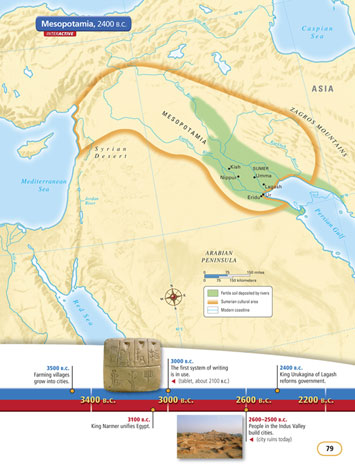 Mesopotamia, 2400 B.C.
INTERACTIVE
Caspian
Sea
ASIA
ZAGROS MOUNTAINS
MESOPOTAMIA
Syrian
Desert
Kish
SUMER
Nippur
Umma
Lagash
Ur
Eridu
Mediterranean
Sea
Jordan
River
Persian Gulf
ARABIAN
PENINSULA
0 75 150 miles
0 75 150 kilometers
Fertile soil deposited by rivers
Sumerian cultural area
Modern coastline
Red Sea
3500 B.C.
Farming villages
grow into cities.
3000 B.C.
The first system of writing
is in use.
(tablet, about 2100 B.C.)
2400 B.C.
King Urukagina of Lagash
reforms government.
3400 B.C.
3000 B.C.
2600 B.C.
2200 B.C.
3100 B.C.
King Narmer unifies Egypt.
2600–2500 B.C.
People in the Indus Valley
build cities.
(city ruins today)
79